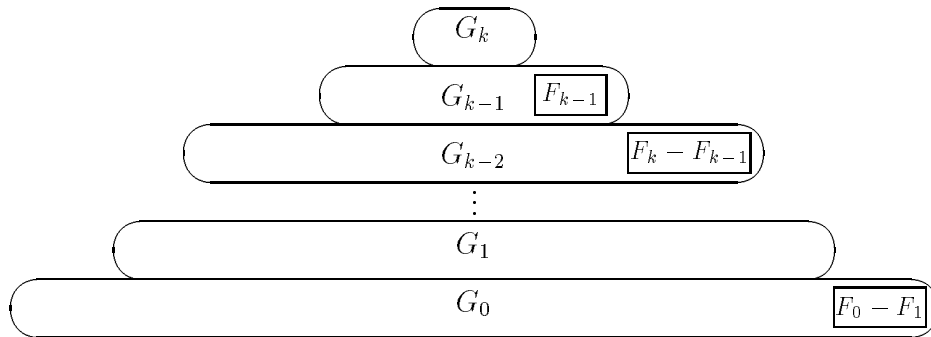 G_k
G_{k-1} F_{k-1}
G_{k-2} F_k - F_{k-1}
⋮
G_1
G_0 F_0 - F_1